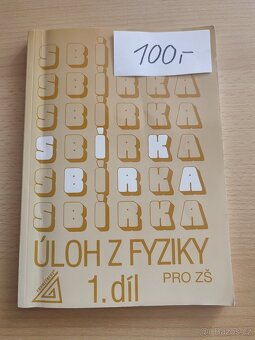 100,-
SBÍRKA
SBÍRKA
SBÍRKA
SBÍRKA
SBÍRKA
SBÍRKA
ÚLOH Z FYZIKY
1. díl
PRO ZŠ